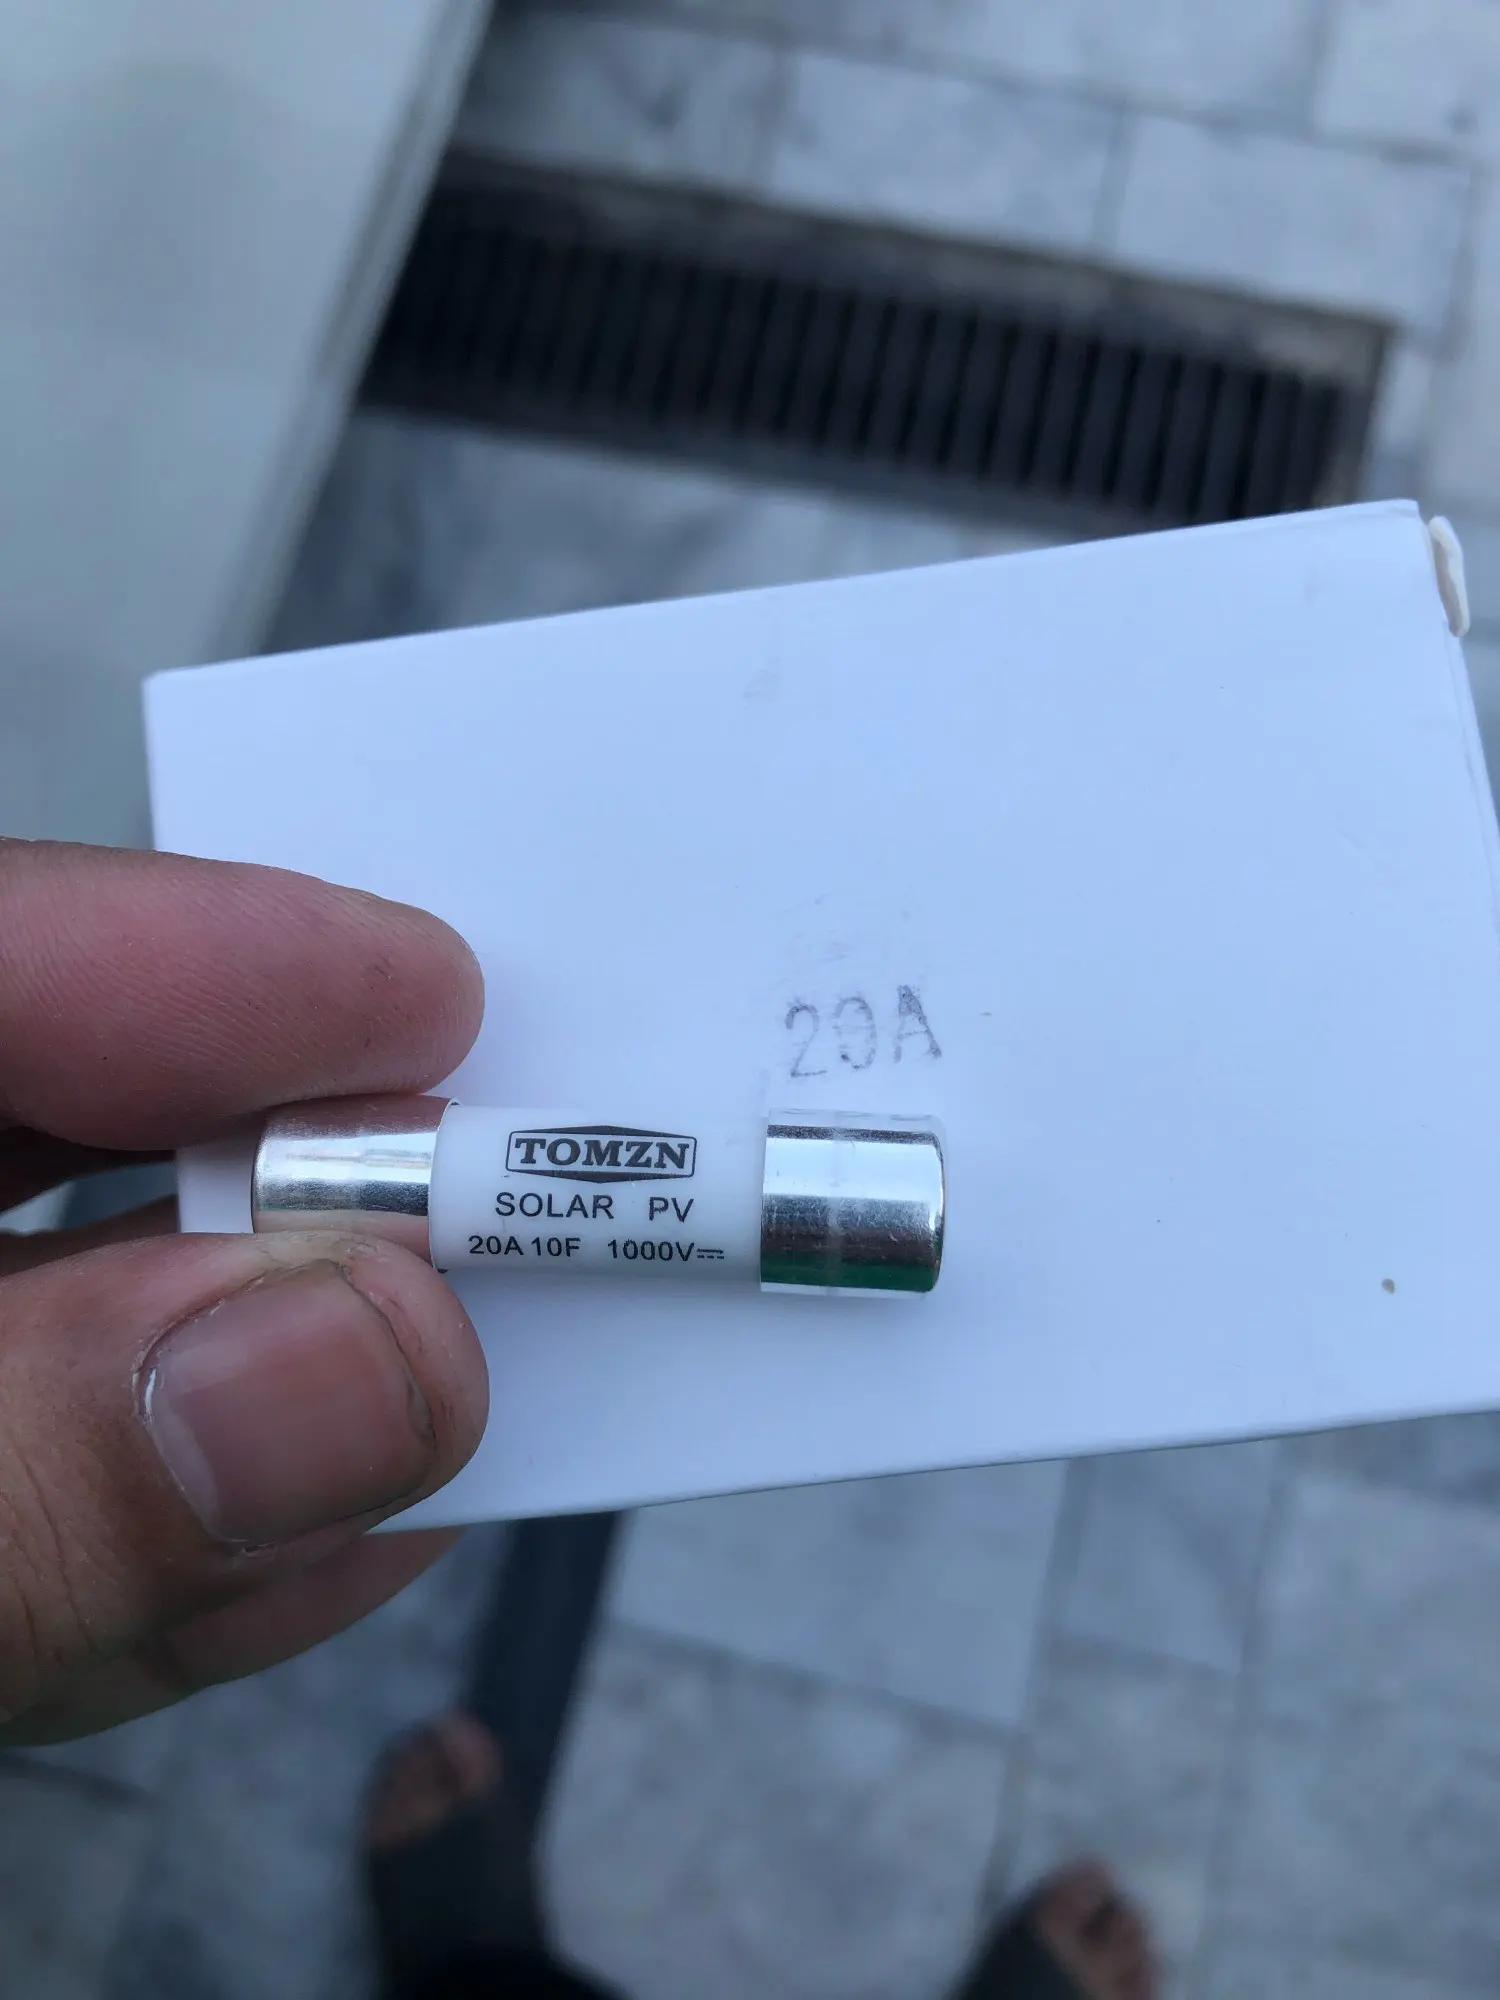 20A
TOMZN
SOLAR PV
20A 10F 1000V⎓